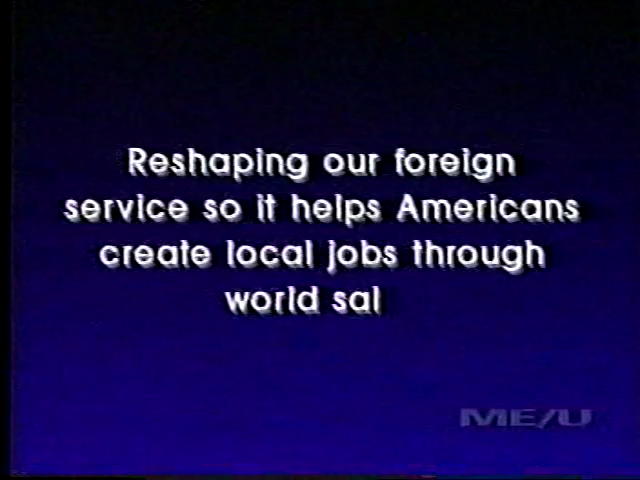 Reshaping our foreign
service so it helps Americans
create local jobs through
world sal
ME/U